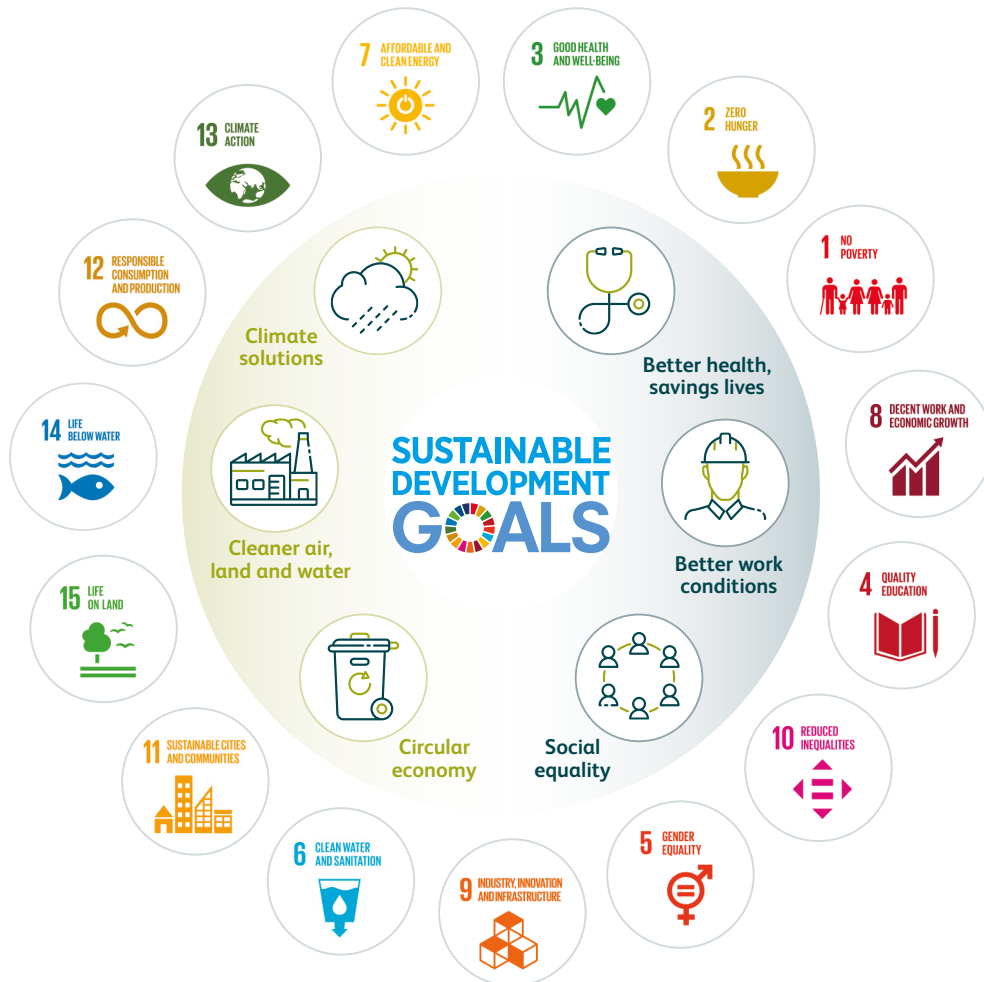 7 AFFORDABLE AND
CLEAN ENERGY
3 GOOD HEALTH
AND WELL-BEING
2 ZERO
HUNGER
1 NO
POVERTY
8 DECENT WORK AND
ECONOMIC GROWTH
4 QUALITY
EDUCATION
10 REDUCED
INEQUALITIES
5 GENDER
EQUALITY
9 INDUSTRY, INNOVATION
AND INFRASTRUCTURE
6 CLEAN WATER
AND SANITATION
11 SUSTAINABLE CITIES
AND COMMUNITIES
15 LIFE
ON LAND
14 LIFE
BELOW WATER
12 RESPONSIBLE
CONSUMPTION
AND PRODUCTION
13 CLIMATE
ACTION
Climate
solutions
Cleaner air,
land and water
Circular
economy
Better health,
savings lives
Better work
conditions
Social
equality
SUSTAINABLE
DEVELOPMENT
GOALS